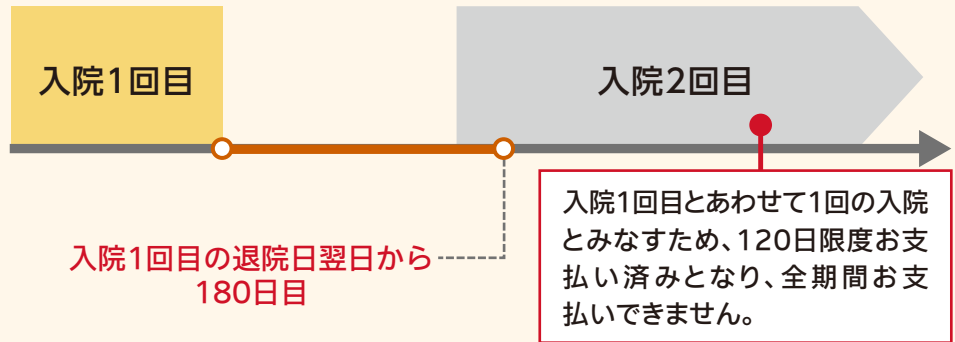 入院1回目
入院2回目
入院1回目の退院日翌日から
180日目
入院1回目とあわせて1回の入院
とみなすため、120日限度お支
払い済みとなり、全期間お支
払いできません。